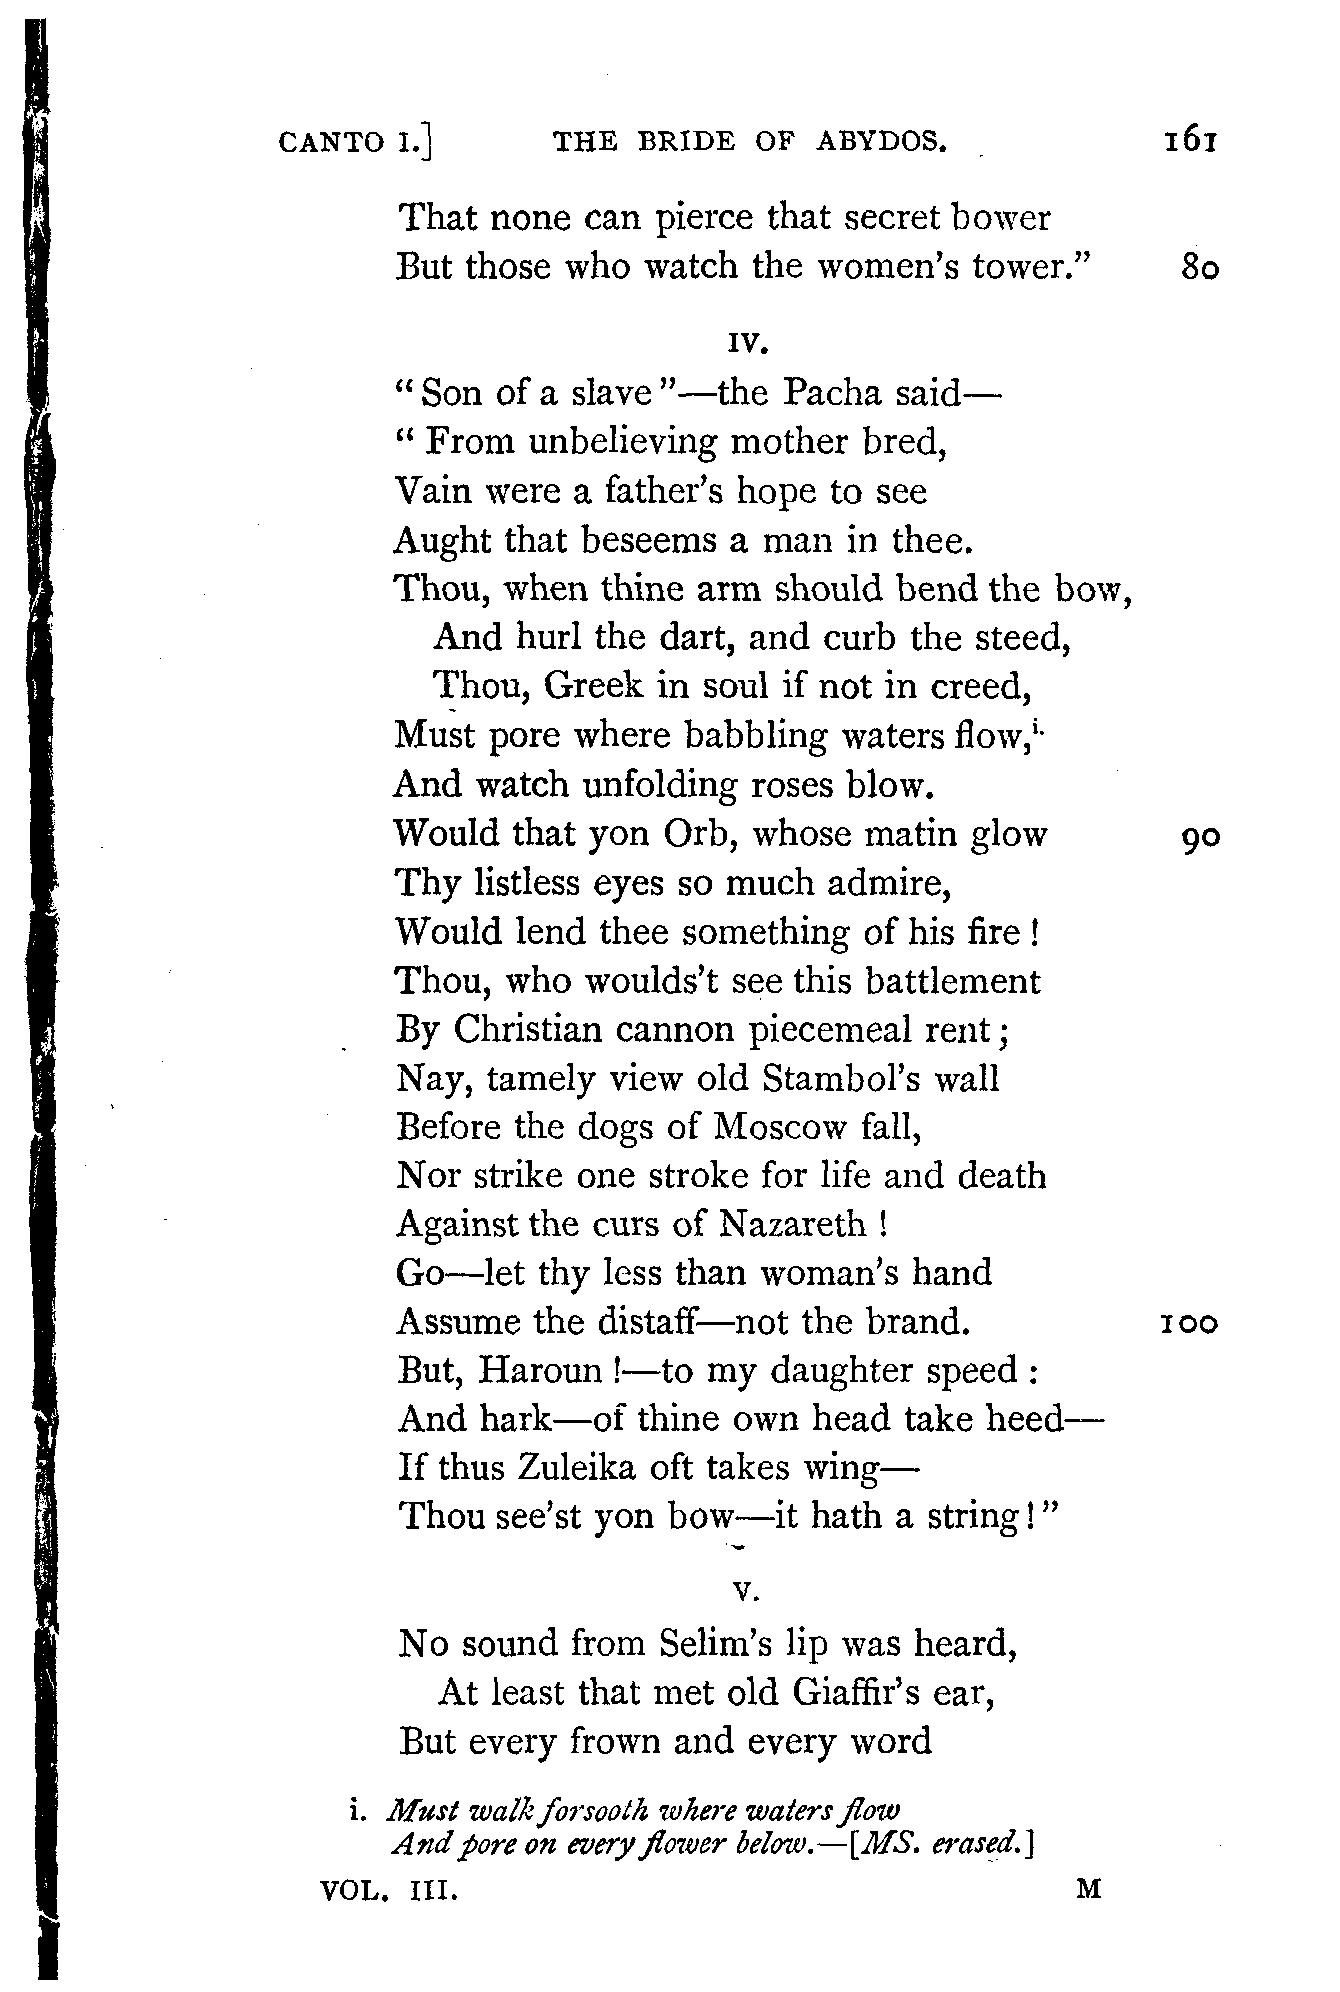 CANTO I.] THE BRIDE OF ABYDOS. 161
That none can pierce that secret bower
But those who watch the women's tower." 80
IV.
"Son of a slave"—the Pacha said—
"From unbelieving mother bred,
Vain were a father's hope to see
Aught that beseems a man in thee.
Thou, when thine arm should bend the bow,
And hurl the dart, and curb the steed,
Thou, Greek in soul if not in creed,
Must pore where babbling waters flow,i.
And watch unfolding roses blow.
Would that yon Orb, whose matin glow 90
Thy listless eyes so much admire,
Would lend thee something of his fire!
Thou, who woulds't see this battlement
By Christian cannon piecemeal rent;
Nay, tamely view old Stambol's wall
Before the dogs of Moscow fall,
Nor strike one stroke for life and death
Against the curs of Nazareth!
Go—let thy less than woman's hand
Assume the distaff—not the brand. 100
But, Haroun!—to my daughter speed:
And hark—of thine own head take heed—
If thus Zuleika oft takes wing—
Thou see'st yon bow—it hath a string!"
V.
No sound from Selim's lip was heard,
At least that met old Giaffir's ear,
But every frown and every word
i. Must walk forsooth where waters flow
And pore on every flower below.—[MS. erased.]
VOL. III. M